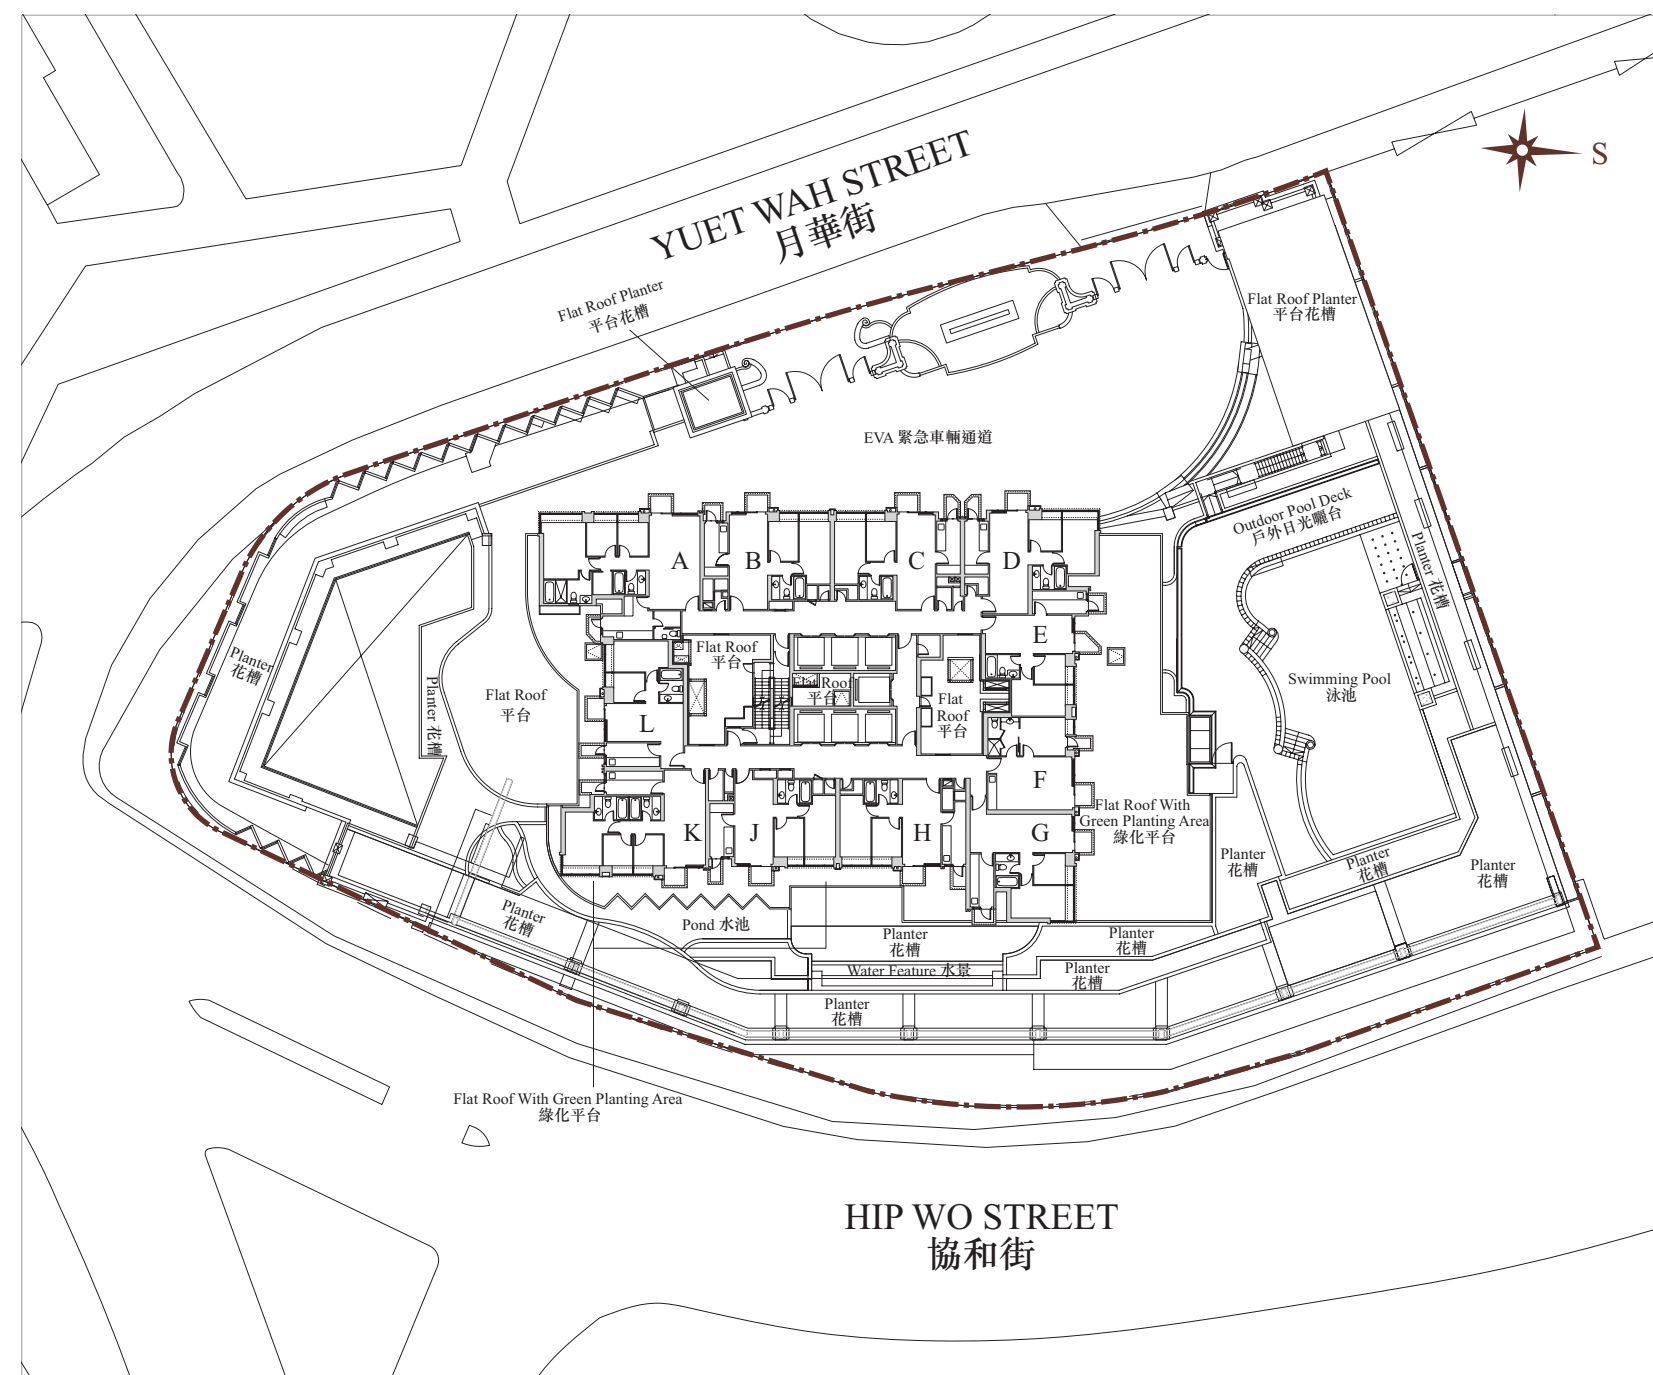 S
YUET WAH STREET
月華街
Flat Roof Planter
平台花槽
Flat Roof Planter
平台花槽
EVA 緊急車輛通道
Outdoor Pool Deck
戶外日光曬台
Planter 花槽
A
B
C
D
E
Flat Roof
平台
Flat Roof
平台
Flat
Roof
平台
Planter
花槽
Planter 花槽
Flat Roof
平台
Swimming Pool
泳池
L
F
Flat Roof With
Green Planting Area
綠化平台
K
J
H
G
Planter
花槽
Planter
花槽
Planter
花槽
Planter
花槽
Pond 水池
Planter
花槽
Planter
花槽
Water Feature 水景
Planter
花槽
Planter
花槽
Flat Roof With Green Planting Area
綠化平台
HIP WO STREET
協和街